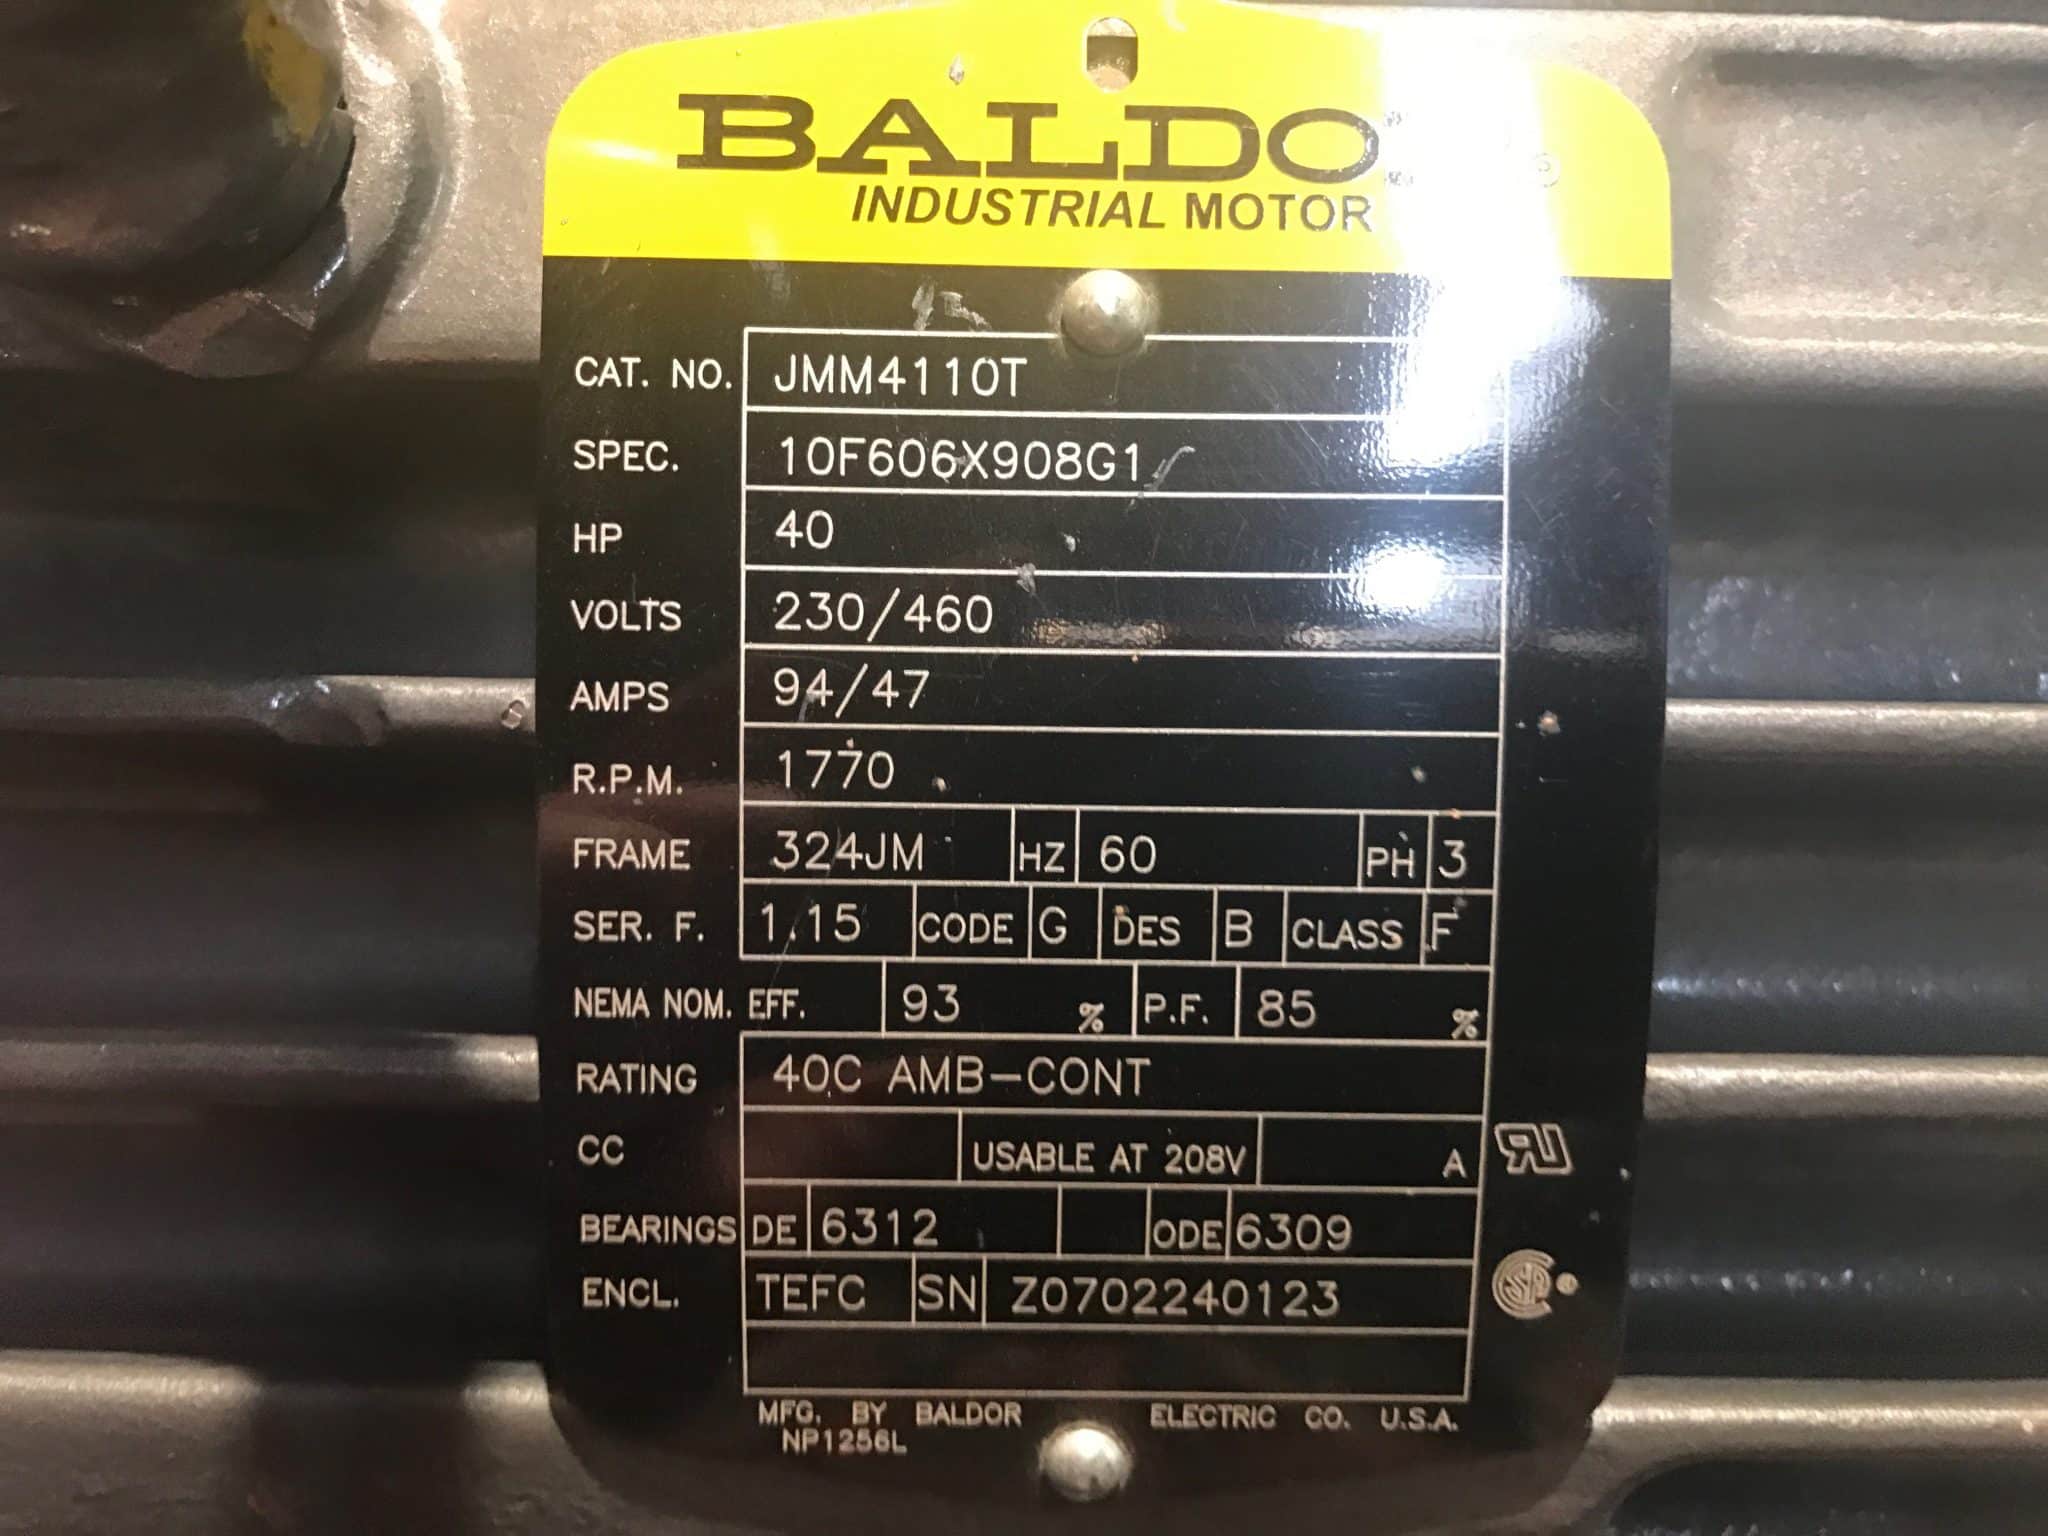 BALDO
INDUSTRIAL MOTOR
CAT. NO. JMM4110T
SPEC. 10F606X908G1
HP 40
VOLTS 230/460
AMPS 94/47
R.P.M. 1770
FRAME 324JM HZ 60 PH 3
SER. F. 1.15 CODE G DES B CLASS F
NEMA NOM. EFF. 93 % P.F. 85 %
RATING 40C AMB-CONT
CC USABLE AT 208V A
BEARINGS DE 6312 ODE 6309
ENCL. TEFC SN Z0702240123
MFG. BY BALDOR ELECTRIC CO. U.S.A.
NP1256L